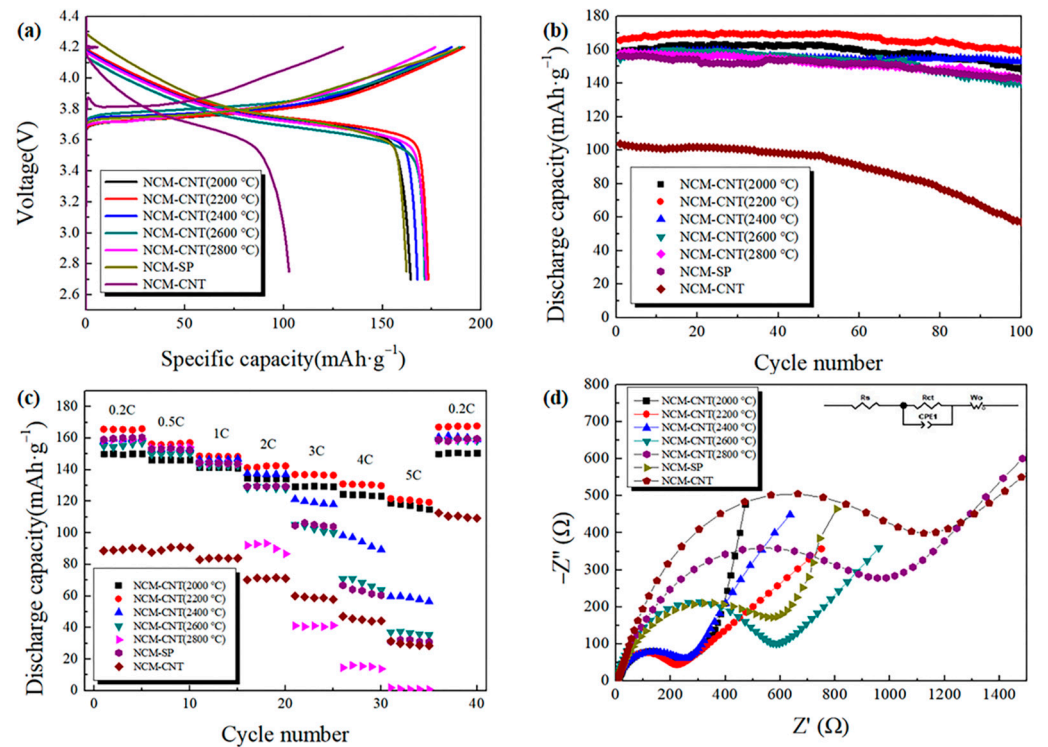 (a)
4.4
4.2
4.0
3.8
3.6
3.4
3.2
3.0
2.8
2.6
Voltage(V)
NCM-CNT(2000 °C)
NCM-CNT(2200 °C)
NCM-CNT(2400 °C)
NCM-CNT(2600 °C)
NCM-CNT(2800 °C)
NCM-SP
NCM-CNT
0 50 100 150 200
Specific capacity(mAh·g⁻¹)
(b)
180
160
140
120
100
80
60
40
20
0
Discharge capacity(mAh·g⁻¹)
NCM-CNT(2000 °C)
NCM-CNT(2200 °C)
NCM-CNT(2400 °C)
NCM-CNT(2600 °C)
NCM-CNT(2800 °C)
NCM-SP
NCM-CNT
0 20 40 60 80 100
Cycle number
(c)
180
160
140
120
100
80
60
40
20
0
Discharge capacity(mAh·g⁻¹)
0.2C 0.5C 1C 2C 3C 4C 5C 0.2C
NCM-CNT(2000 °C)
NCM-CNT(2200 °C)
NCM-CNT(2400 °C)
NCM-CNT(2600 °C)
NCM-CNT(2800 °C)
NCM-SP
NCM-CNT
0 10 20 30 40
Cycle number
(d)
800
700
600
500
400
300
200
100
0
-Z'' (Ω)
NCM-CNT(2000 °C)
NCM-CNT(2200 °C)
NCM-CNT(2400 °C)
NCM-CNT(2600 °C)
NCM-CNT(2800 °C)
NCM-SP
NCM-CNT
Rs Rct Wo
CPE1
0 200 400 600 800 1000 1200 1400
Z' (Ω)